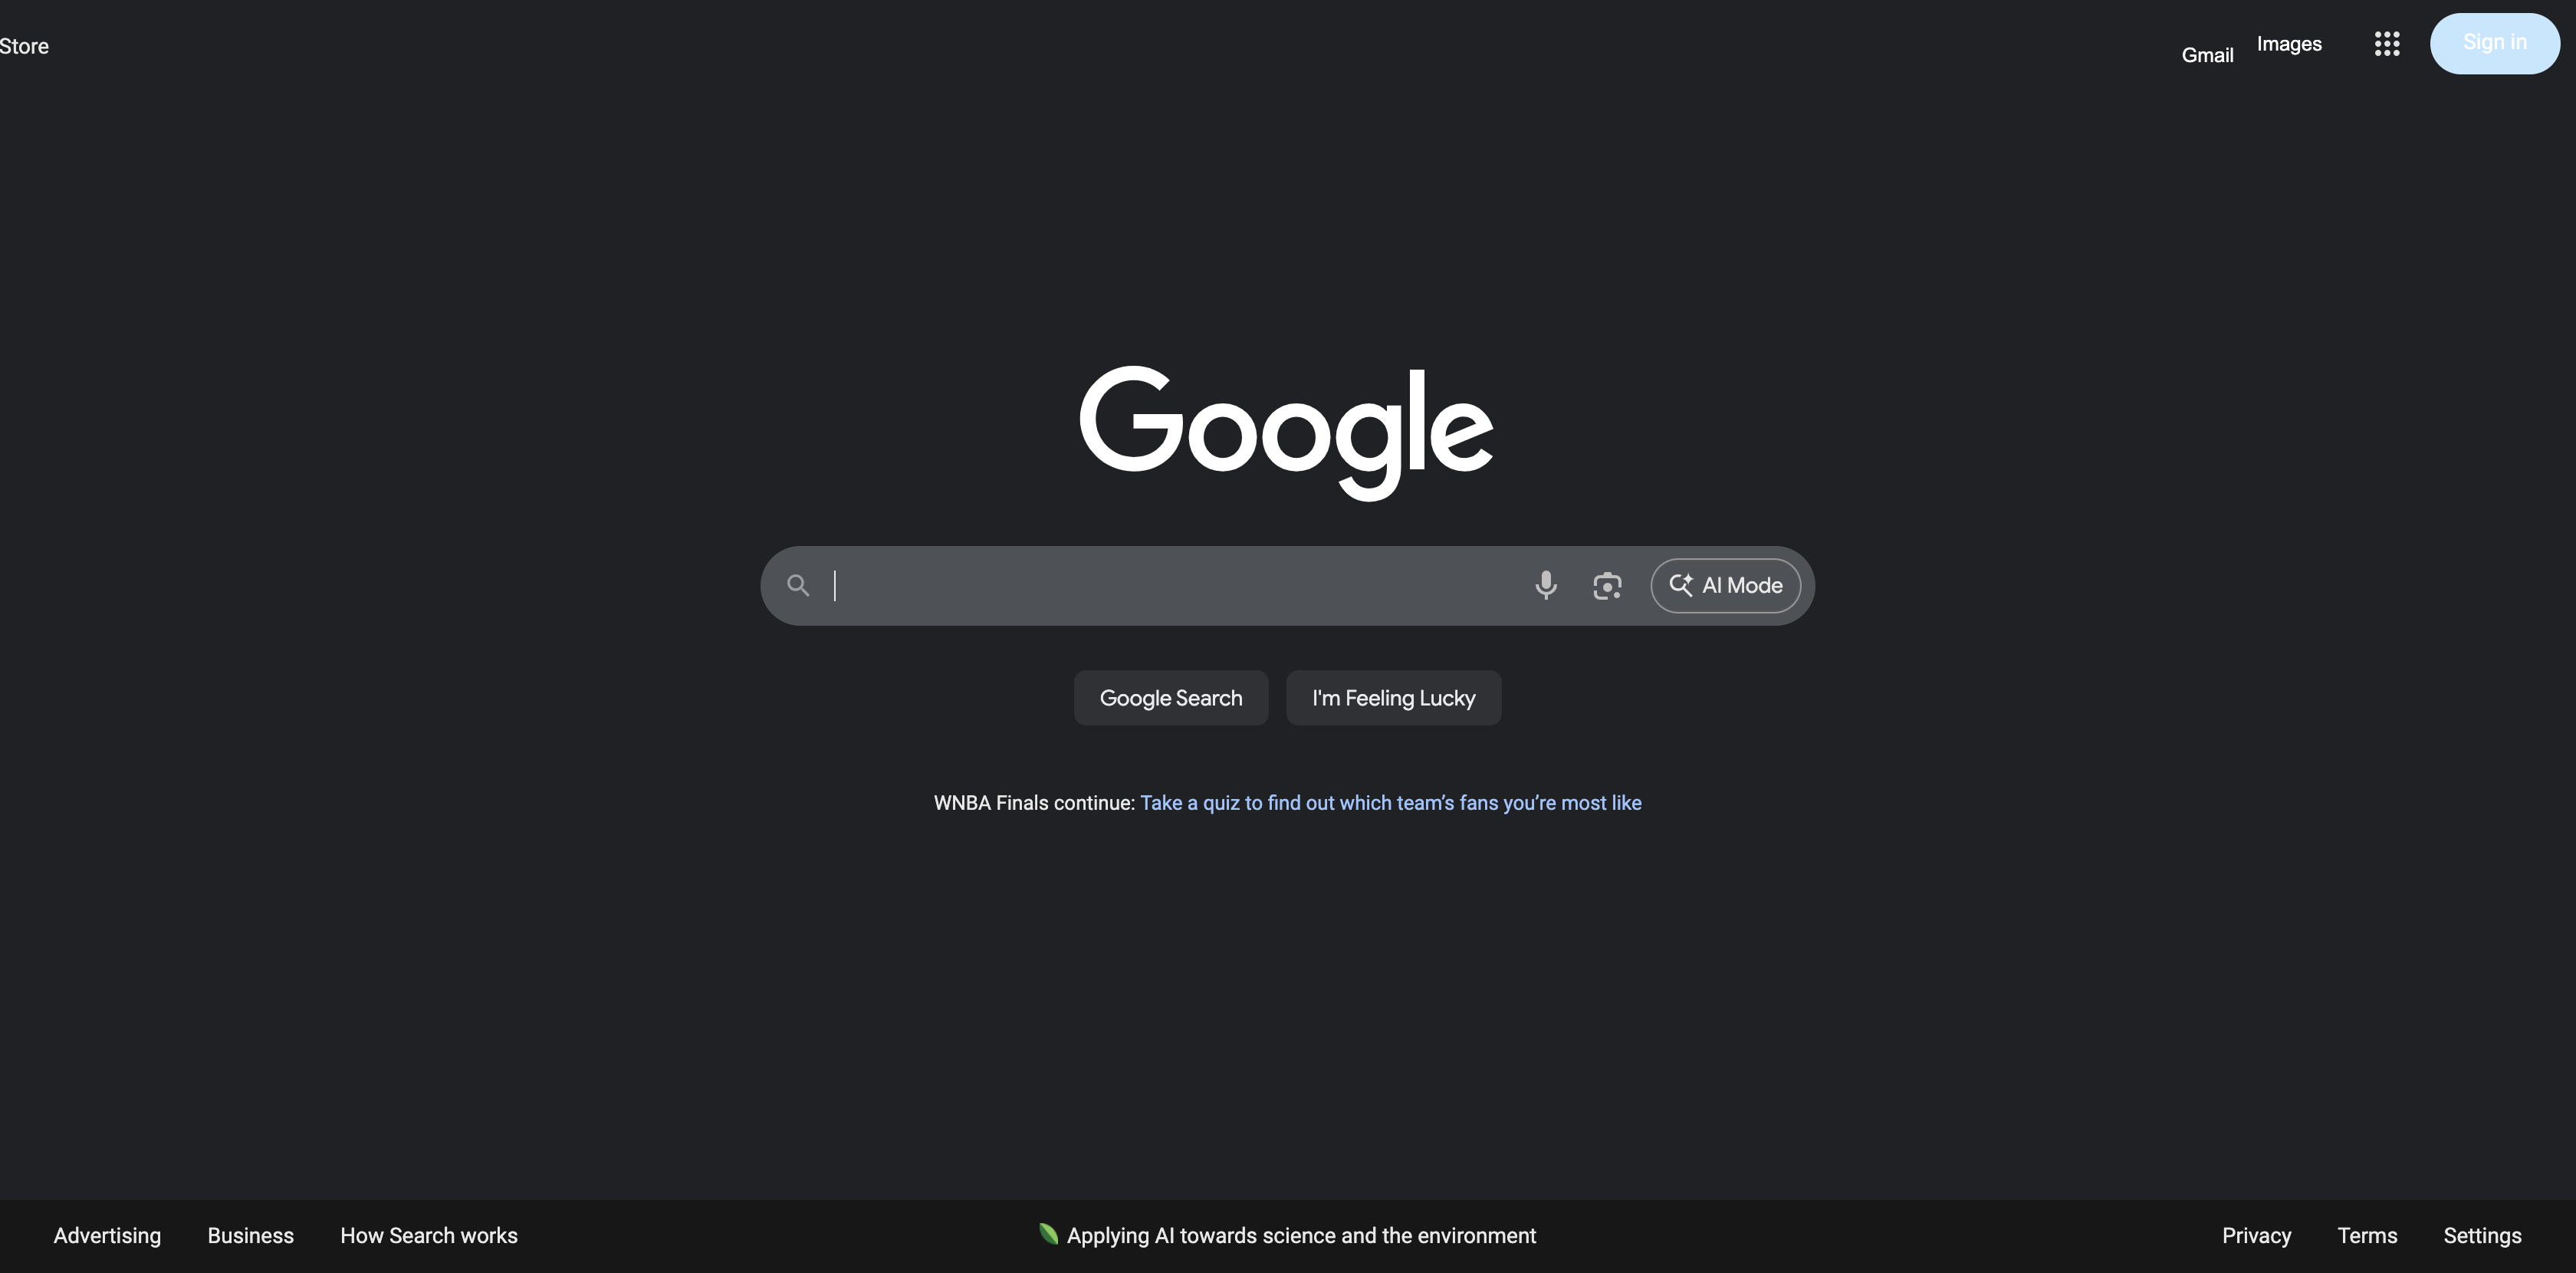 Store
Gmail
Images
Sign in
Google
AI Mode
Google Search
I'm Feeling Lucky
WNBA Finals continue: Take a quiz to find out which team’s fans you’re most like
Advertising
Business
How Search works
Applying AI towards science and the environment
Privacy
Terms
Settings